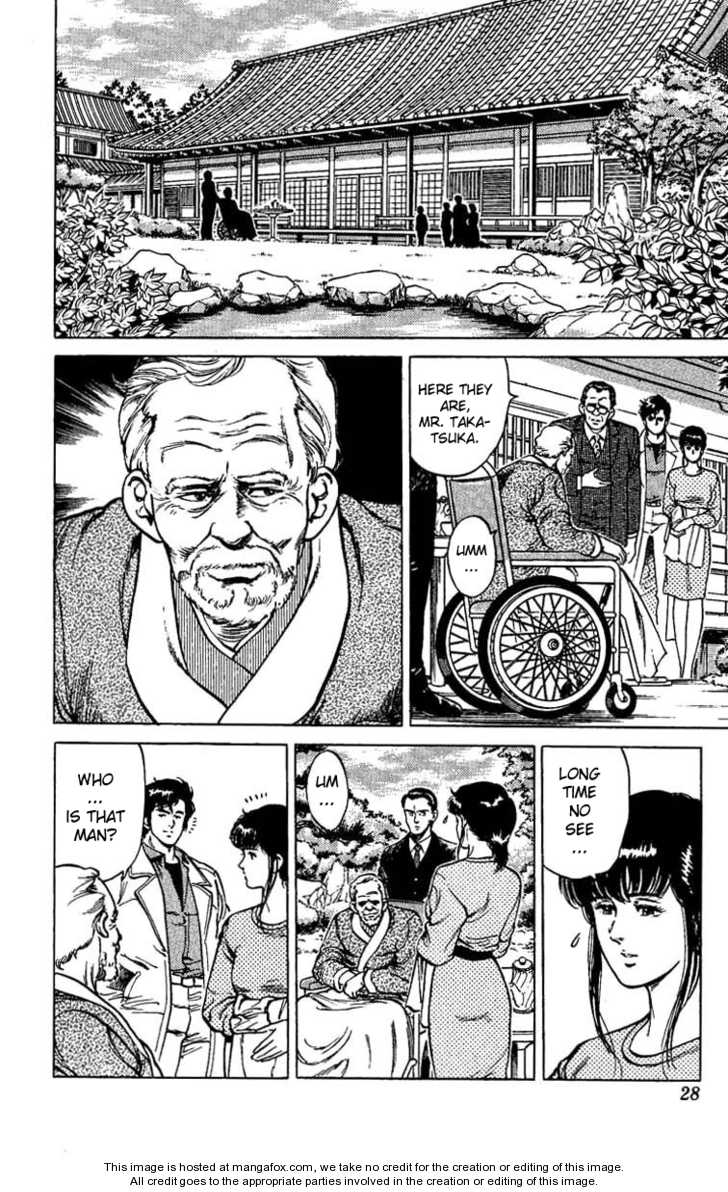 HERE THEY
ARE,
MR. TAKA-
TSUKA.
UMM
...
LONG
TIME
NO
SEE
...
UM
...
WHO
...
IS THAT
MAN?
28
This image is hosted at mangafox.com, we take no credit for the creation or editing of this image.
All credit goes to the appropriate parties involved in the creation or editing of this image.